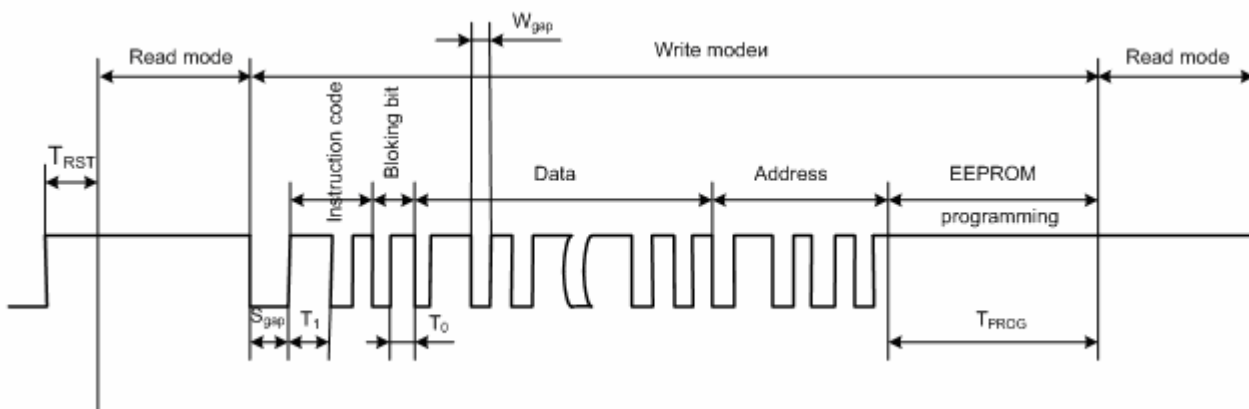 W_gap
Read mode
Write modeи
Read mode
Instruction code
Bloking bit
T_RST
Data
Address
EEPROM
programming
S_gap
T_1
T_0
T_PROG